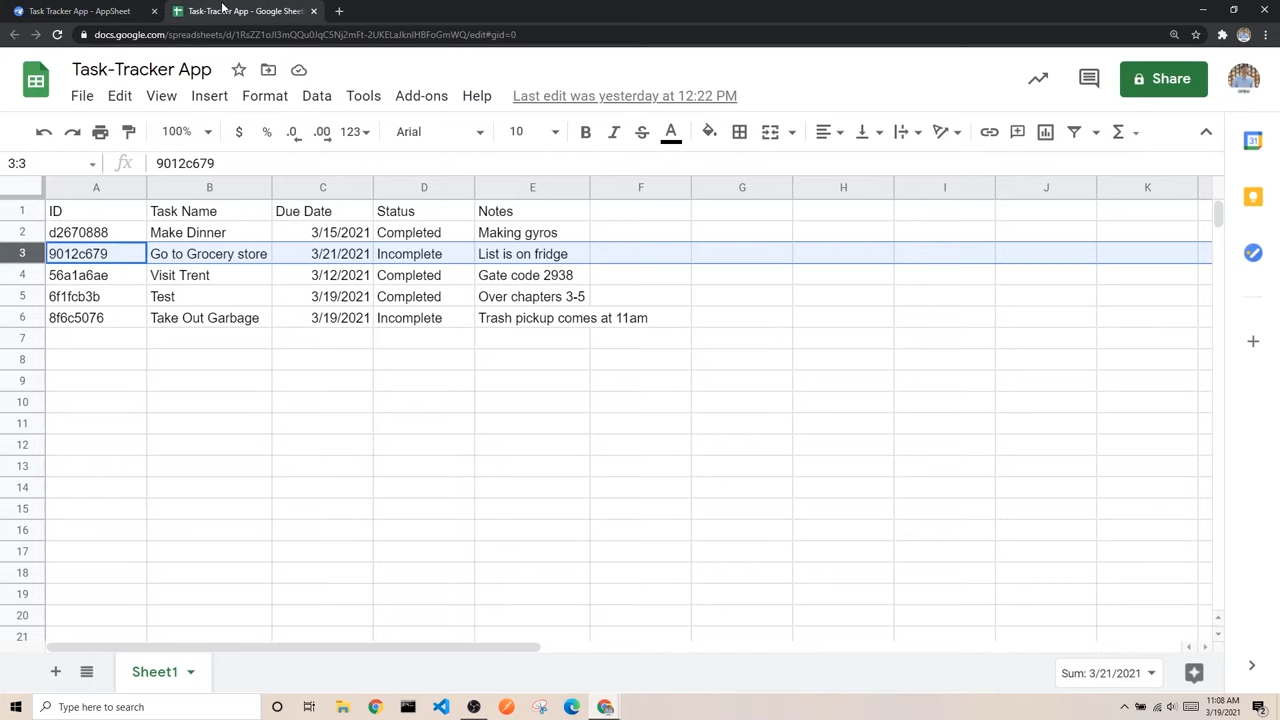 Task Tracker App - AppSheet
Task-Tracker App - Google Sheet
docs.google.com/spreadsheets/d/1RsZZ1oJI3mQQu0JqC5Nj2mFt-2UKELaJknIHBFoGmWQ/edit#gid=0
Task-Tracker App
Share
File Edit View Insert Format Data Tools Add-ons Help Last edit was yesterday at 12:22 PM
100% $ % .0 .00 123 Arial 10 B I S A Σ
31
3:3 fx 9012c679
A B C D E F G H I J K
1 ID Task Name Due Date Status Notes
2 d2670888 Make Dinner 3/15/2021 Completed Making gyros
3 9012c679 Go to Grocery store 3/21/2021 Incomplete List is on fridge
4 56a1a6ae Visit Trent 3/12/2021 Completed Gate code 2938
5 6f1fcb3b Test 3/19/2021 Completed Over chapters 3-5
6 8f6c5076 Take Out Garbage 3/19/2021 Incomplete Trash pickup comes at 11am
7
8
9
10
11
12
13
14
15
16
17
18
19
20
21
Sheet1
Sum: 3/21/2021
Type here to search
11:08 AM
3/19/2021
2